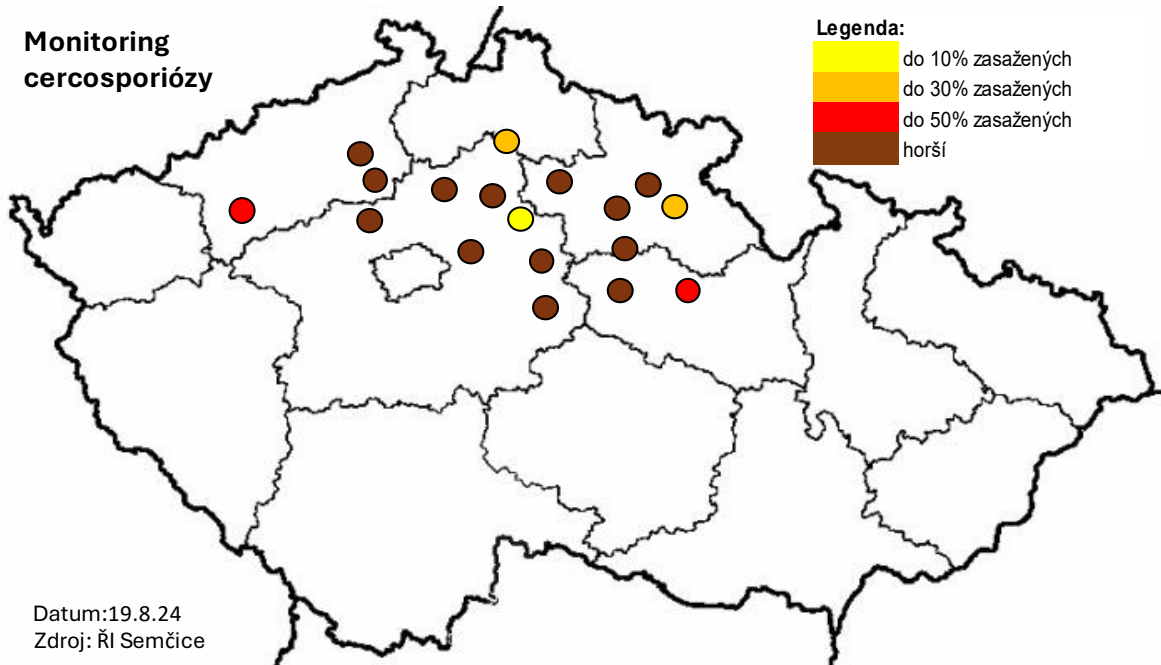 Monitoring
cercosporiózy
Legenda:
do 10% zasažených
do 30% zasažených
do 50% zasažených
horší
Datum:19.8.24
Zdroj: ŘI Semčice